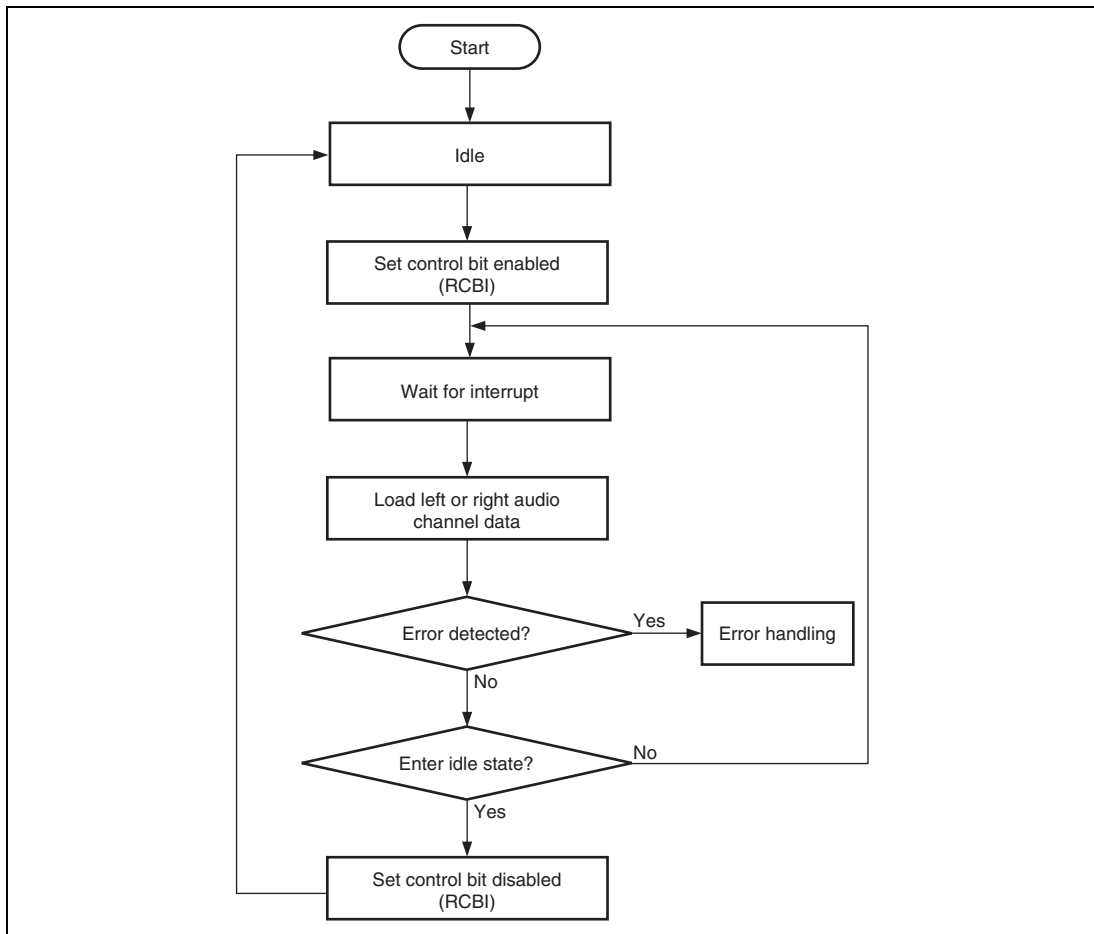 Start
Idle
Set control bit enabled
(RCBI)
Wait for interrupt
Load left or right audio
channel data
Error detected?
Yes
Error handling
No
Enter idle state?
No
Yes
Set control bit disabled
(RCBI)